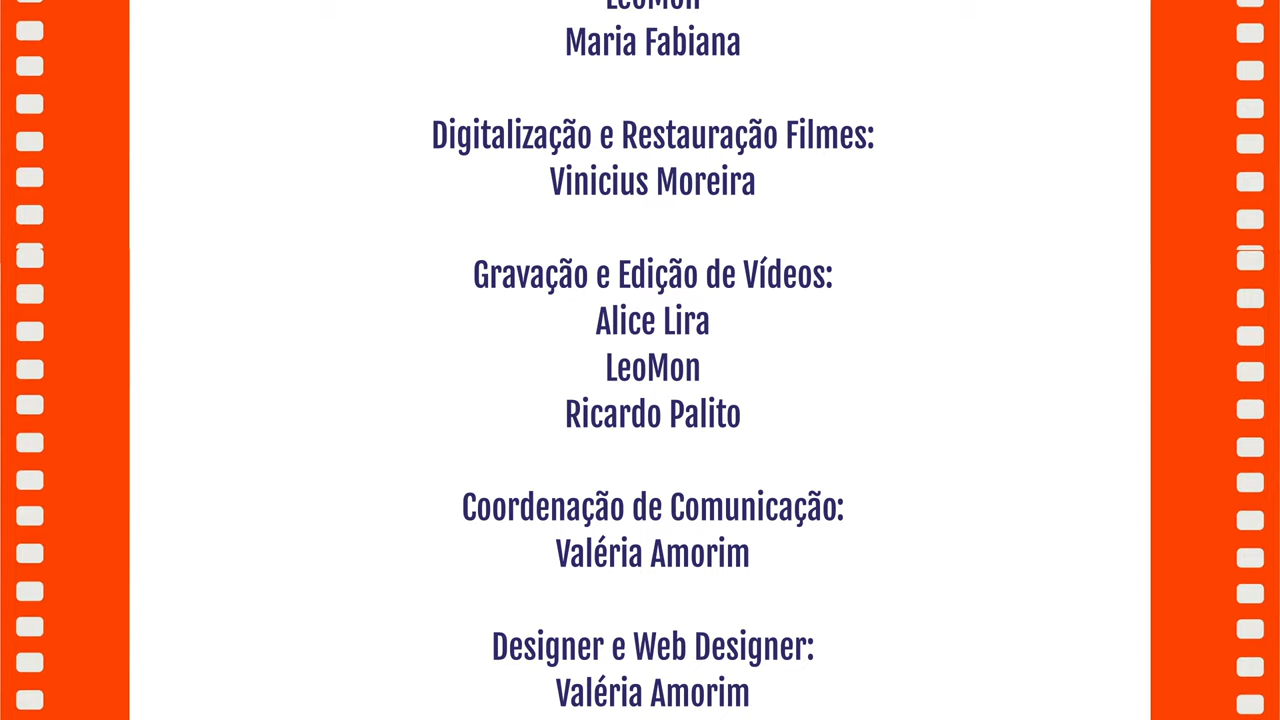 LeoMon
Maria Fabiana
Digitalização e Restauração Filmes:
Vinicius Moreira
Gravação e Edição de Vídeos:
Alice Lira
LeoMon
Ricardo Palito
Coordenação de Comunicação:
Valéria Amorim
Designer e Web Designer:
Valéria Amorim